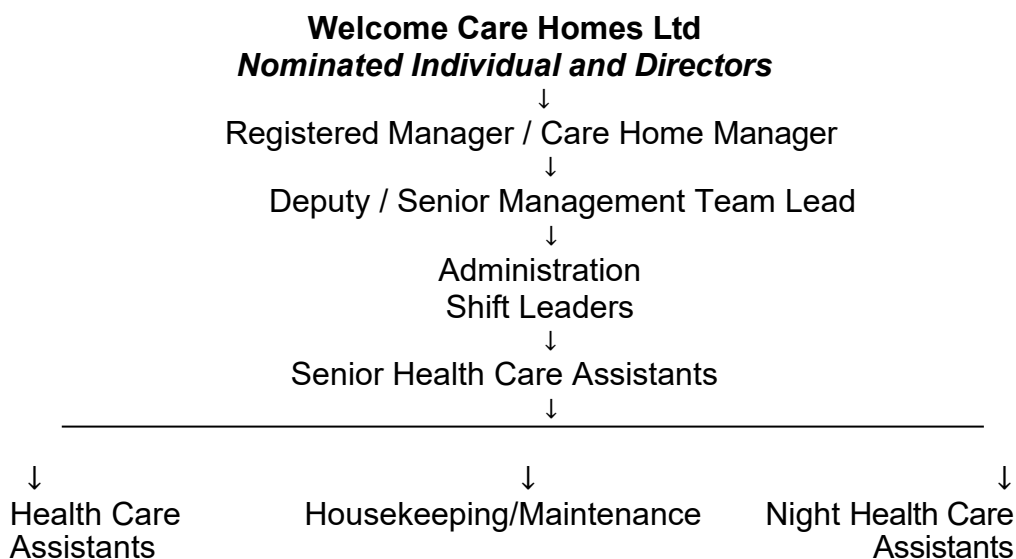 Welcome Care Homes Ltd
Nominated Individual and Directors
↓
Registered Manager / Care Home Manager
↓
Deputy / Senior Management Team Lead
↓
Administration
Shift Leaders
↓
Senior Health Care Assistants
↓
↓ ↓ ↓
Health Care Housekeeping/Maintenance Night Health Care
Assistants Assistants